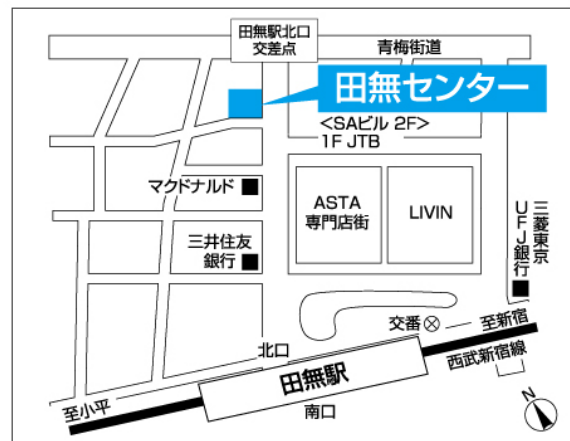 田無駅北口
交差点
青梅街道
田無センター
<SAビル 2F>
1F JTB
マクドナルド
ASTA
専門店街
LIVIN
三井住友
銀行
三菱東京
UFJ銀行
交番
至新宿
北口
西武新宿線
田無駅
至小平
南口
N